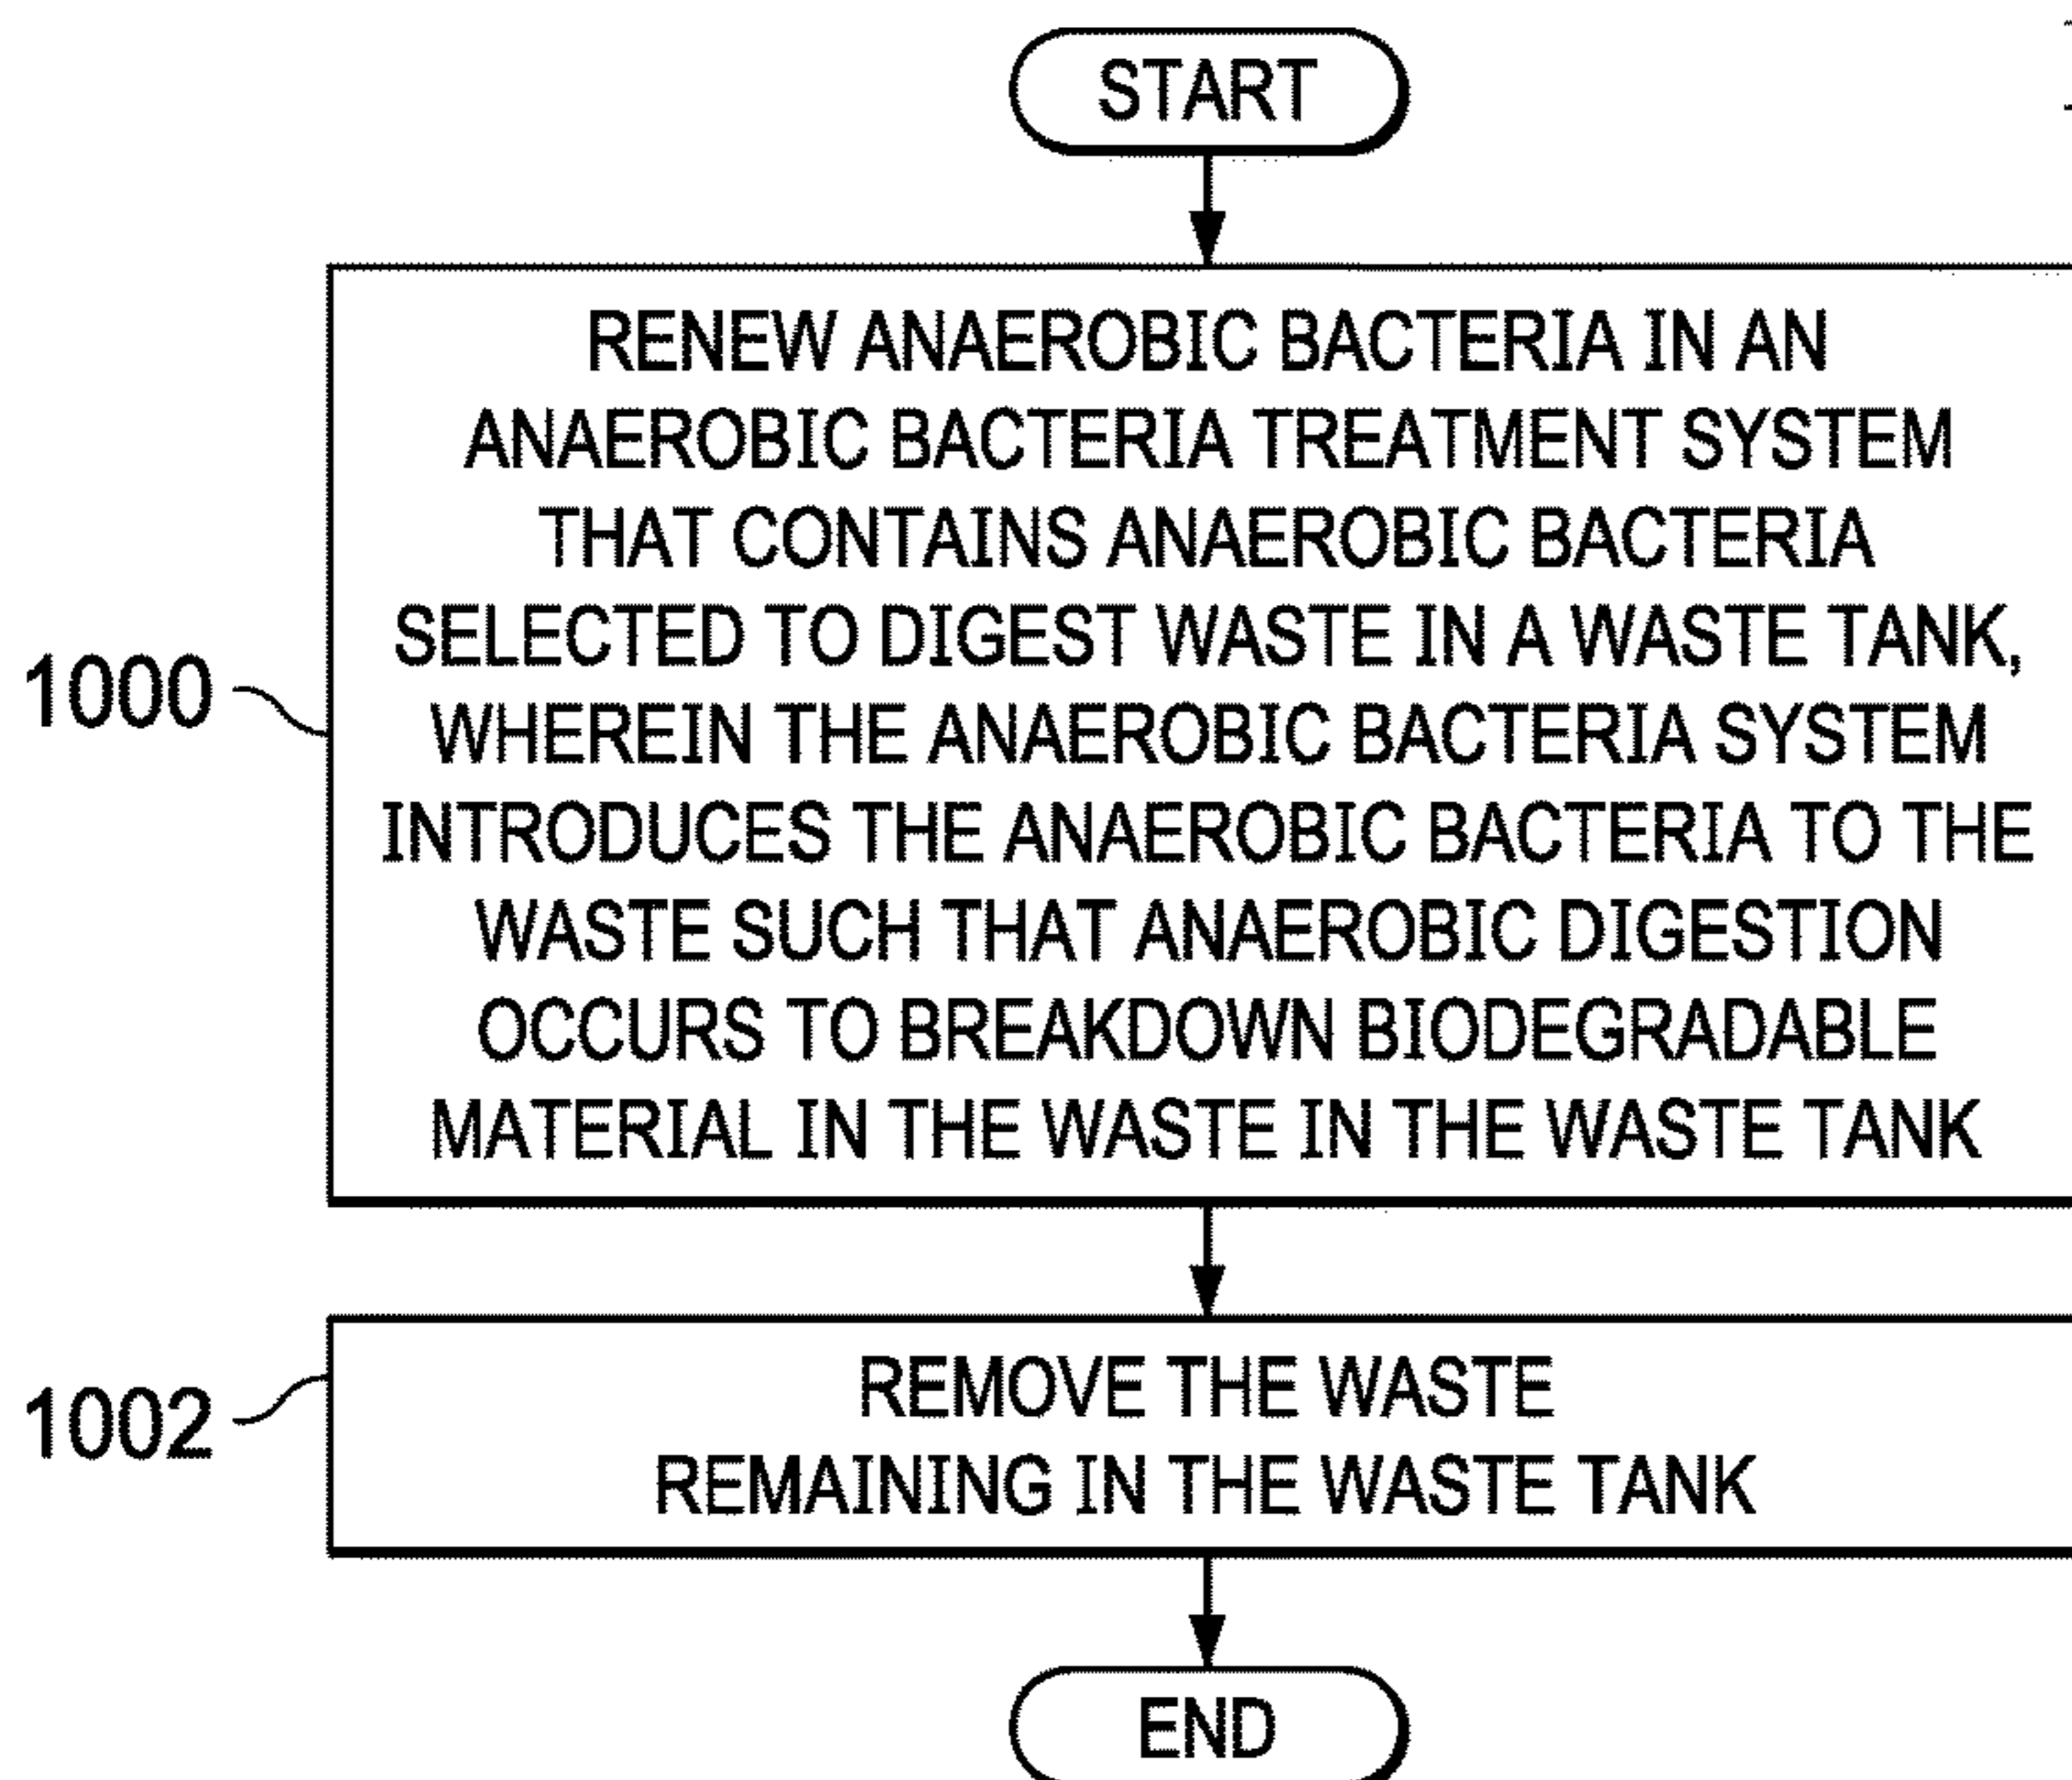 START
RENEW ANAEROBIC BACTERIA IN AN
ANAEROBIC BACTERIA TREATMENT SYSTEM
THAT CONTAINS ANAEROBIC BACTERIA
SELECTED TO DIGEST WASTE IN A WASTE TANK,
WHEREIN THE ANAEROBIC BACTERIA SYSTEM
INTRODUCES THE ANAEROBIC BACTERIA TO THE
WASTE SUCH THAT ANAEROBIC DIGESTION
OCCURS TO BREAKDOWN BIODEGRADABLE
MATERIAL IN THE WASTE IN THE WASTE TANK
1000
REMOVE THE WASTE
REMAINING IN THE WASTE TANK
1002
END